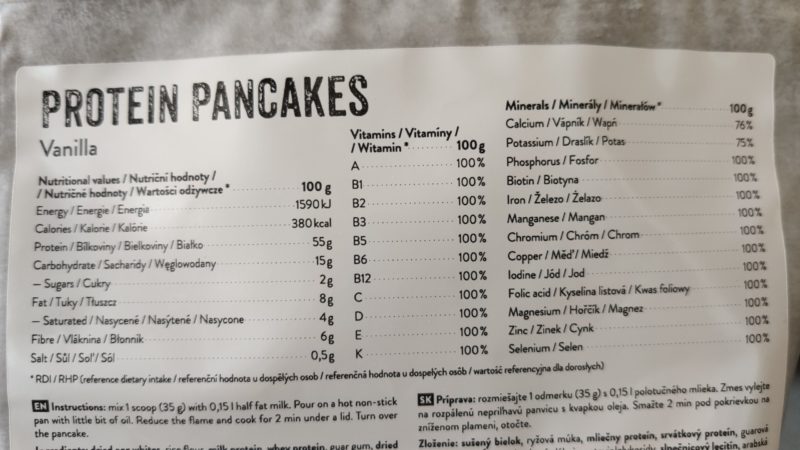 PROTEIN PANCAKES
Vanilla
Nutritional values / Nutriční hodnoty /
/ Nutričné hodnoty / Wartości odżywcze * 100 g
Energy / Energie / Energia 1590 kJ
Calories / Kalorie / Kalórie 380 kcal
Protein / Bílkoviny / Bielkoviny / Białko 55 g
Carbohydrate / Sacharidy / Węglowodany 15 g
– Sugars / Cukry 2 g
Fat / Tuky / Tłuszcz 8 g
– Saturated / Nasycené / Nasýtené / Nasycone 4 g
Fibre / Vláknina / Błonnik 6 g
Salt / Sůl / Soľ / Sól 0,5 g
Vitamins / Vitamíny /
/ Witamin * 100 g
A 100%
B1 100%
B2 100%
B3 100%
B5 100%
B6 100%
B12 100%
C 100%
D 100%
E 100%
K 100%
Minerals / Minerály / Minerałów * 100 g
Calcium / Vápník / Wapń 76%
Potassium / Draslík / Potas 75%
Phosphorus / Fosfor 100%
Biotin / Biotyna 100%
Iron / Železo / Żelazo 100%
Manganese / Mangan 100%
Chromium / Chróm / Chrom 100%
Copper / Měď / Miedź 100%
Iodine / Jód / Jod 100%
Folic acid / Kyselina listová / Kwas foliowy 100%
Magnesium / Hořčík / Magnez 100%
Zinc / Zinek / Cynk 100%
Selenium / Selen 100%
* RDI / RHP (reference dietary intake / referenční hodnota u dospělých osob / referenčná hodnota u dospelých osób / wartość referencyjna dla dorosłych)
EN Instructions: mix 1 scoop (35 g) with 0,15 l half fat milk. Pour on a hot non-stick
pan with little bit of oil. Reduce the flame and cook for 2 min under a lid. Turn over
the pancake.
SK Príprava: rozmiešajte 1 odmerku (35 g) s 0,15 l polotučného mlieka. Zmes vylejte
na rozpálenú nepriľnavú panvicu s kvapkou oleja. Smažte 2 min pod pokrievkou na
zníženom plameni, otočte.
Zloženie: sušený bielok, ryžová múka, mliečny proteín, srvátkový proteín, guarová